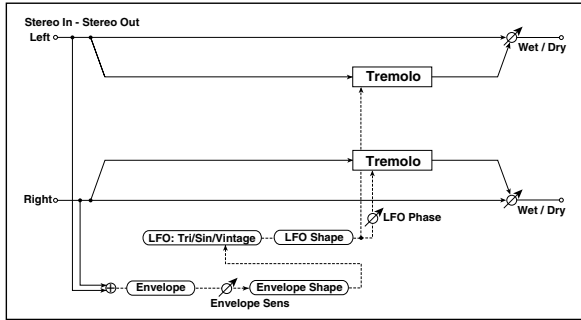 Stereo In - Stereo Out
Left
Wet / Dry
Tremolo
Tremolo
Right
Wet / Dry
LFO Phase
LFO: Tri/Sin/Vintage
LFO Shape
Envelope
Envelope Shape
Envelope Sens